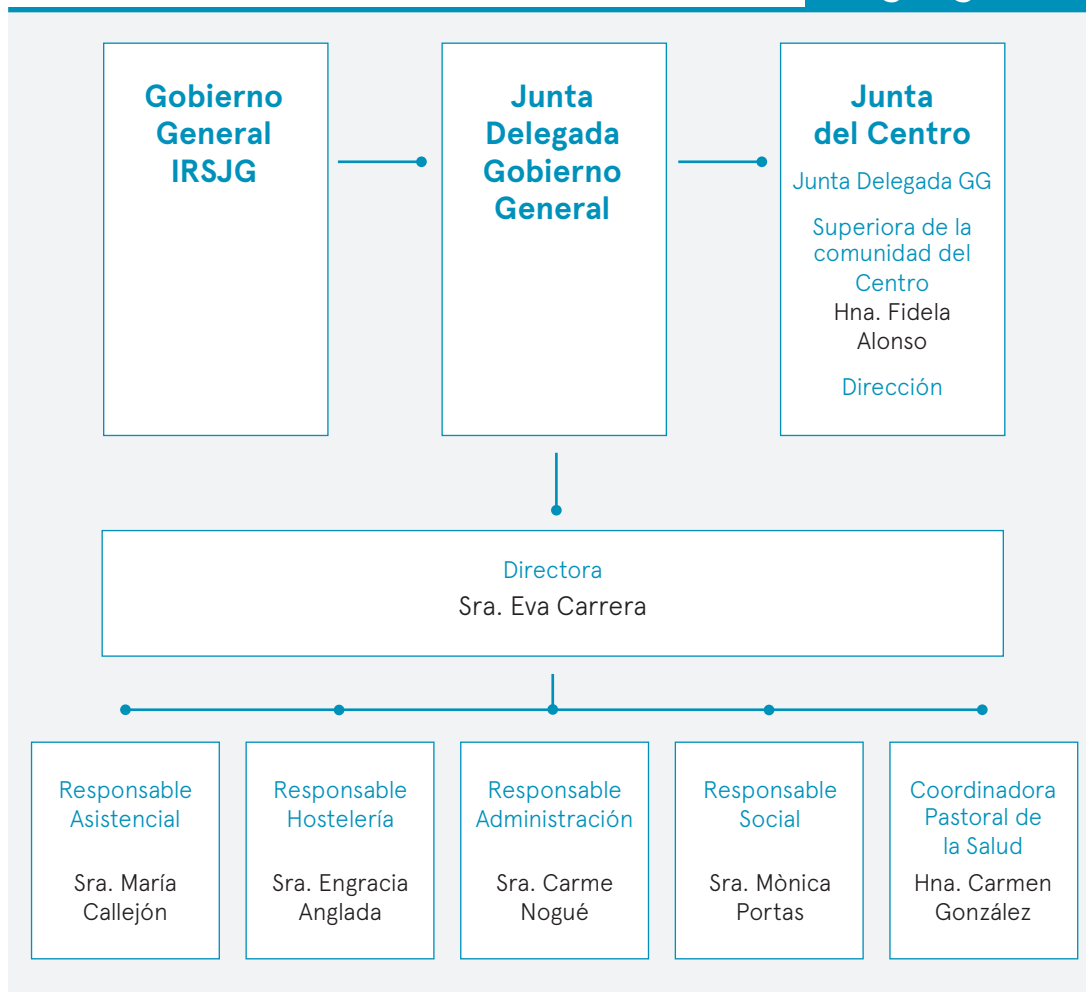 Gobierno
General
IRSJG
Junta
Delegada
Gobierno
General
Junta
del Centro
Junta Delegada GG
Superiora de la
comunidad del
Centro
Hna. Fidela
Alonso
Dirección
Directora
Sra. Eva Carrera
Responsable
Asistencial
Sra. María
Callejón
Responsable
Hostelería
Sra. Engracia
Anglada
Responsable
Administración
Sra. Carme
Nogué
Responsable
Social
Sra. Mònica
Portas
Coordinadora
Pastoral de
la Salud
Hna. Carmen
González